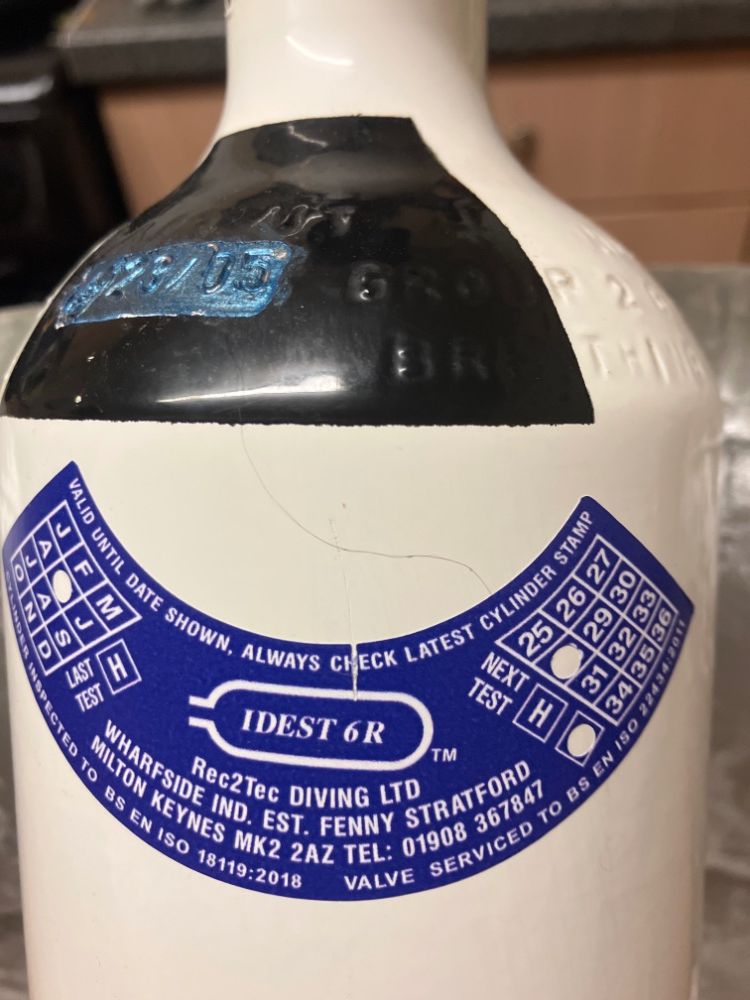 23/05
GROUP 2
BR
THIN
VALID UNTIL DATE SHOWN, ALWAYS CHECK LATEST CYLINDER STAMP
J F M
A J
J A S
O N D
LAST TEST H
25 26 27
29 30
31 32 33
34 35 36
NEXT TEST H
IDEST 6R
TM
Rec2Tec DIVING LTD
WHARFSIDE IND. EST. FENNY STRATFORD
MILTON KEYNES MK2 2AZ TEL: 01908 367847
CYLINDER INSPECTED TO BS EN ISO 18119:2018
VALVE SERVICED TO BS EN ISO 22434:2011